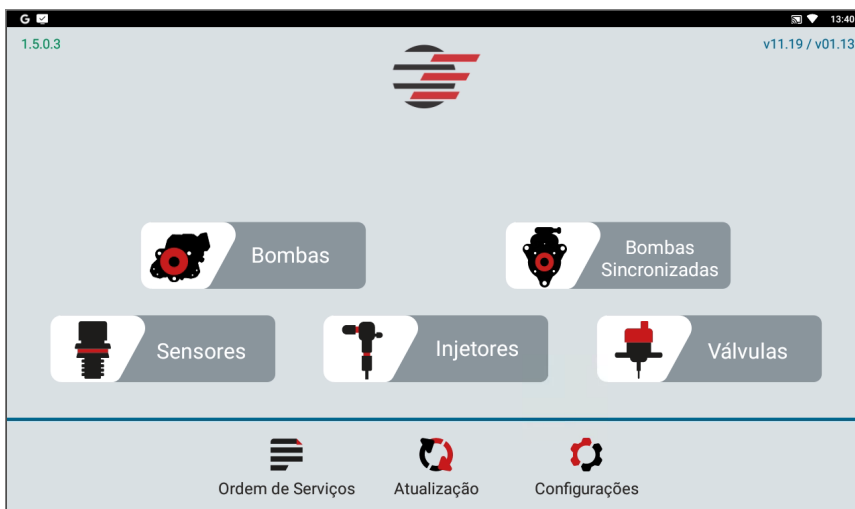 G 13:40
1.5.0.3
v11.19 / v01.13
Bombas
Bombas
Sincronizadas
Sensores
Injetores
Válvulas
Ordem de Serviços
Atualização
Configurações